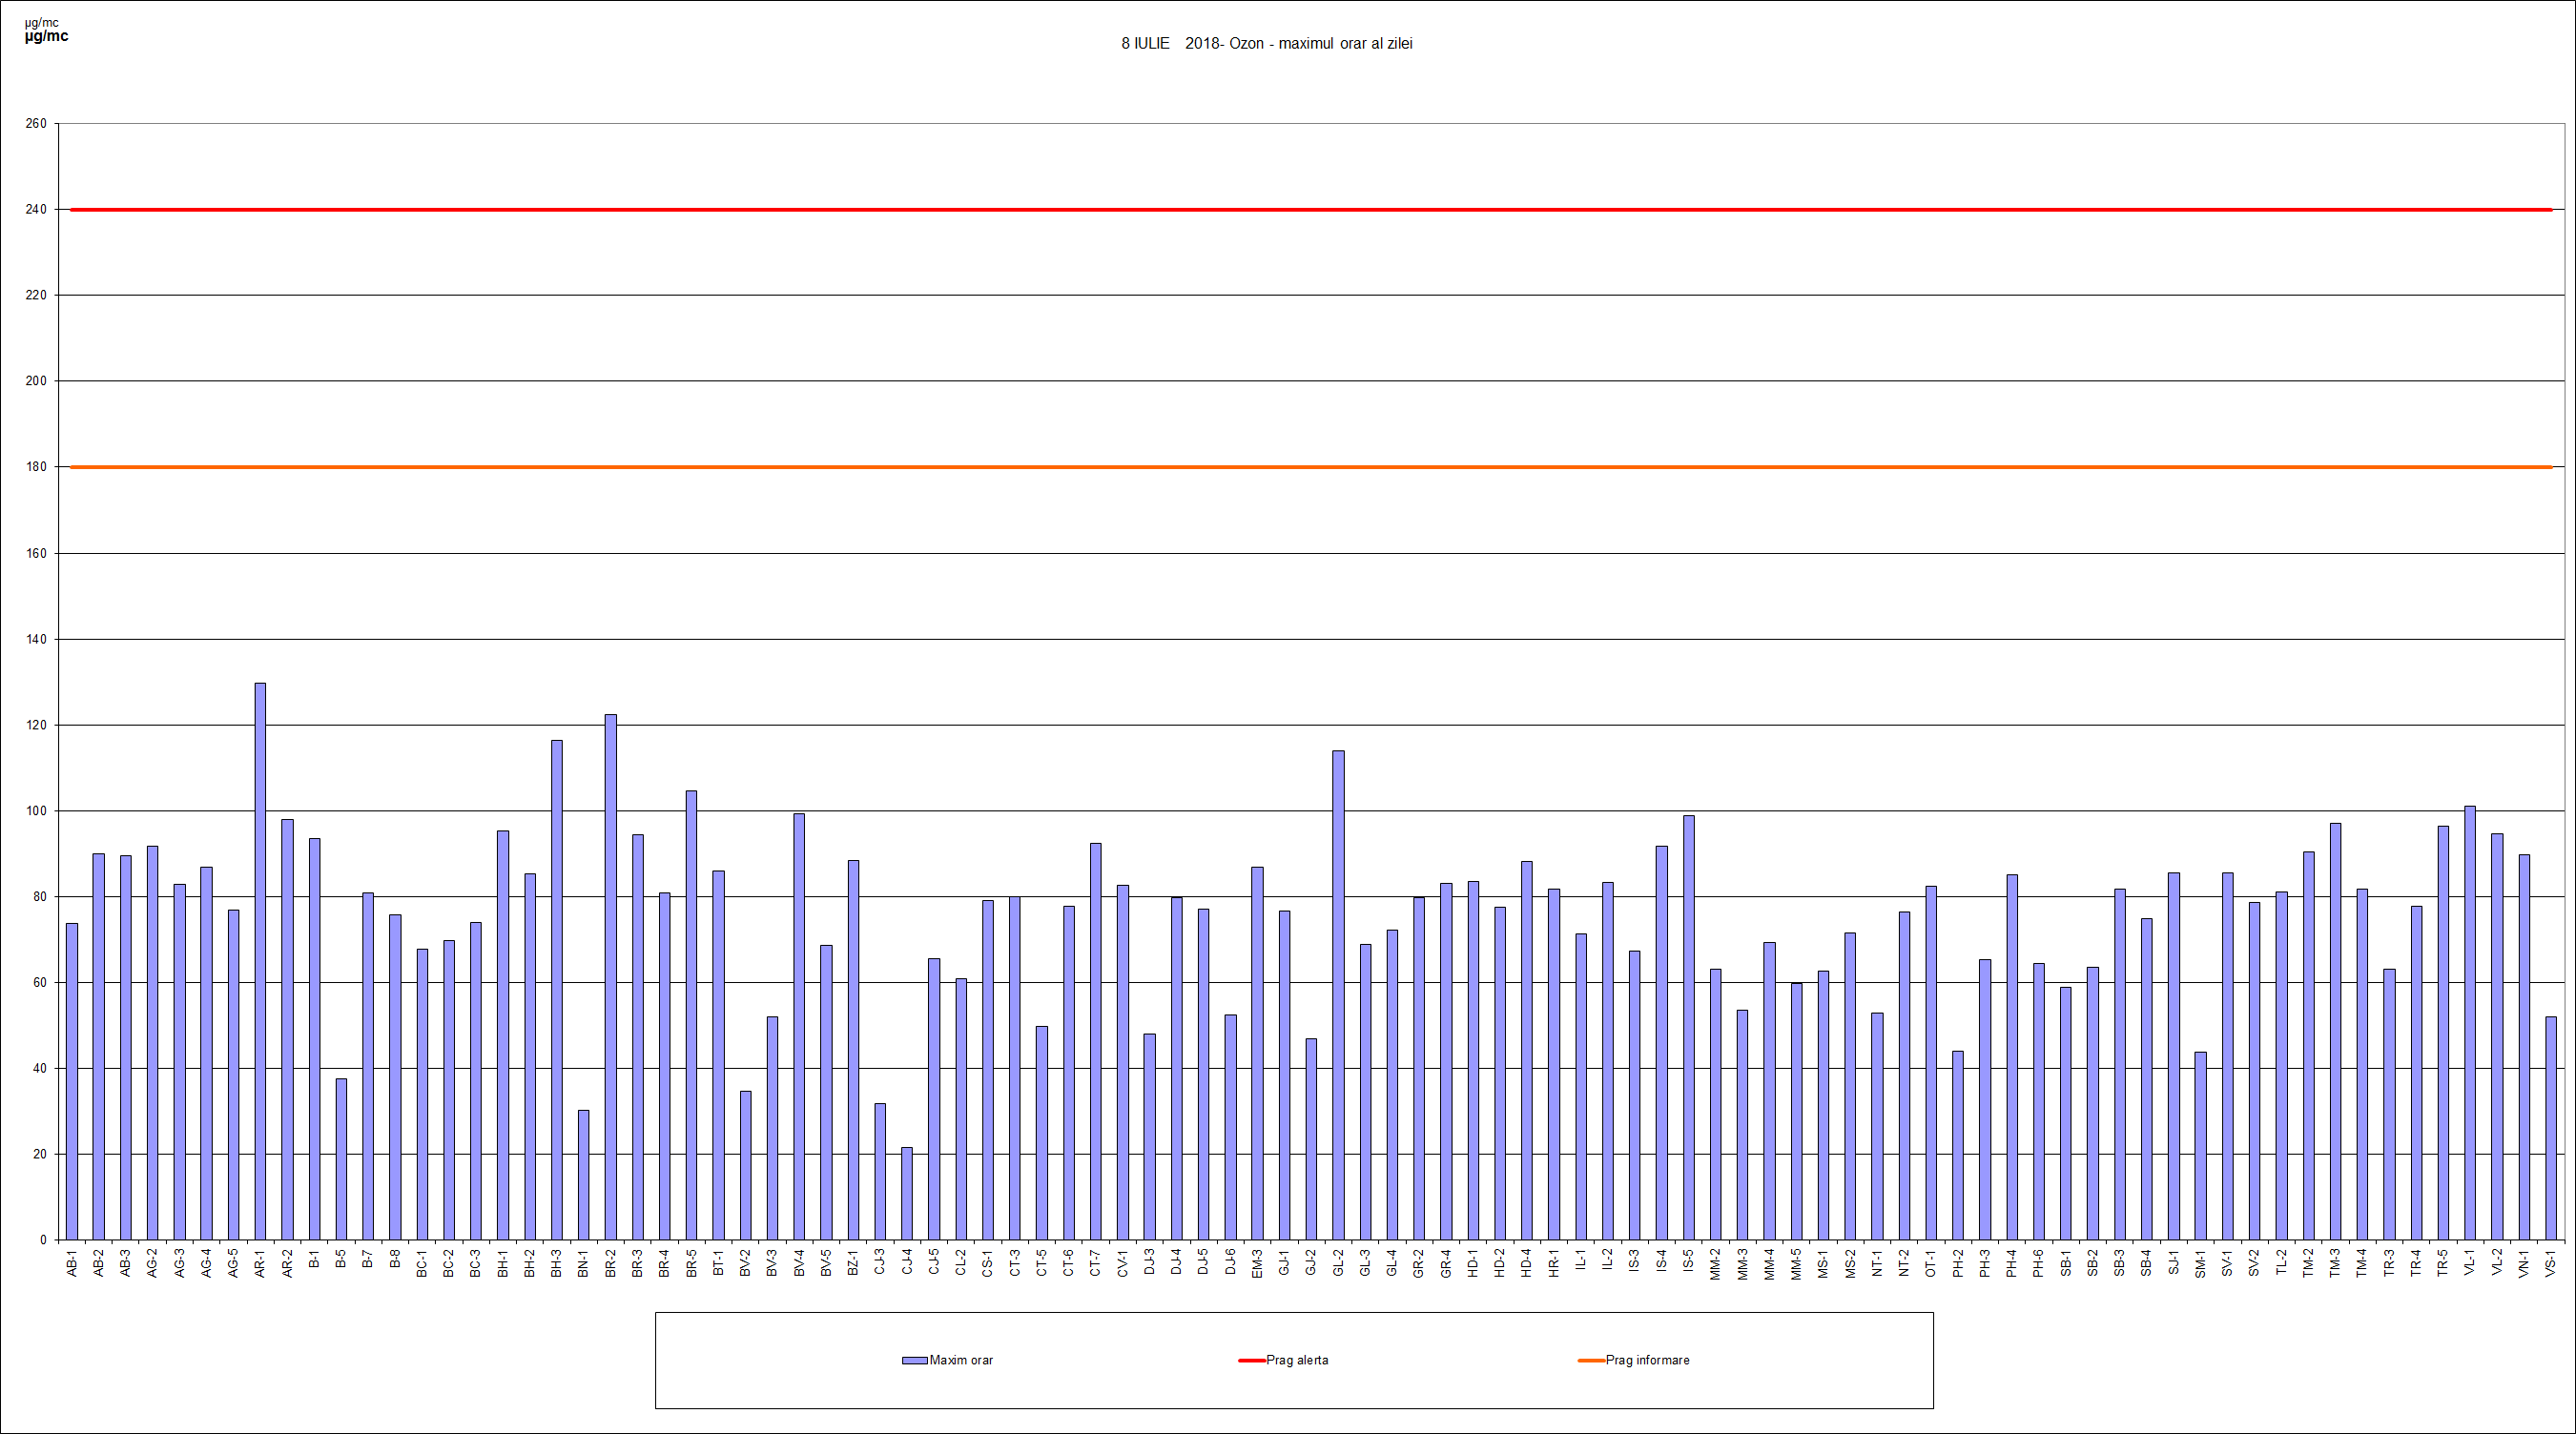 µg/mc
µg/mc
8 IULIE 2018- Ozon - maximul orar al zilei
260
240
220
200
180
160
140
120
100
80
60
40
20
0
AB-1 AB-2 AB-3 AG-2 AG-3 AG-4 AG-5 AR-1 AR-2 B-1 B-5 B-7 B-8 BC-1 BC-2 BC-3 BH-1 BH-2 BH-3 BN-1 BR-2 BR-3 BR-4 BR-5 BT-1 BV-2 BV-3 BV-4 BV-5 BZ-1 CJ-3 CJ-4 CJ-5 CL-2 CS-1 CT-3 CT-5 CT-6 CT-7 CV-1 DJ-3 DJ-4 DJ-5 DJ-6 EM-3 GJ-1 GJ-2 GL-2 GL-3 GL-4 GR-2 GR-4 HD-1 HD-2 HD-4 HR-1 IL-1 IL-2 IS-3 IS-4 IS-5 MM-2 MM-3 MM-4 MM-5 MS-1 MS-2 NT-1 NT-2 OT-1 PH-2 PH-3 PH-4 PH-6 SB-1 SB-2 SB-3 SB-4 SJ-1 SM-1 SV-1 SV-2 TL-2 TM-2 TM-3 TM-4 TR-3 TR-4 TR-5 VL-1 VL-2 VN-1 VS-1
Maxim orar Prag alerta Prag informare